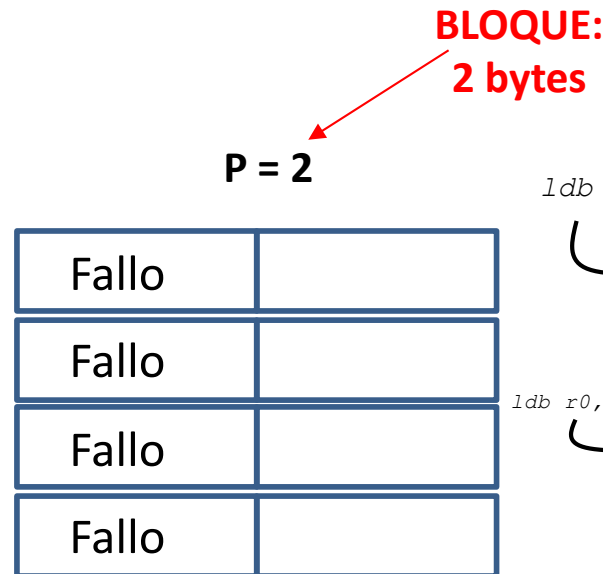 BLOQUE:
2 bytes
P = 2
ldb
Fallo
Fallo
ldb r0,
Fallo
Fallo